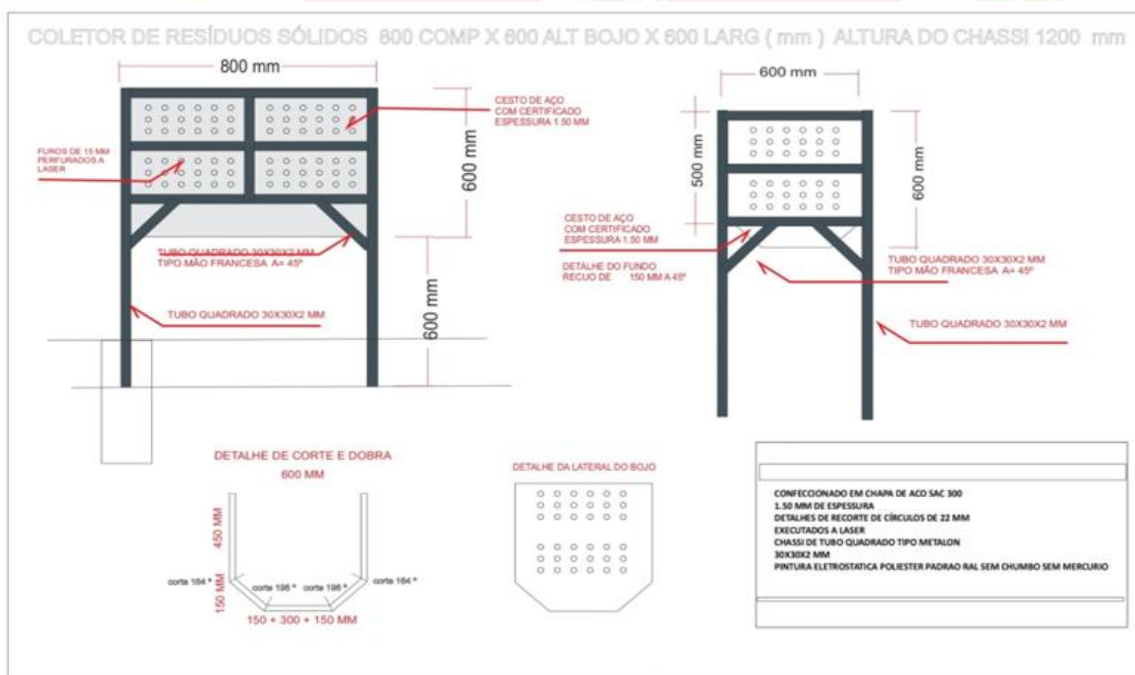 COLETOR DE RESÍDUOS SÓLIDOS 800 COMP X 600 ALT BOJO X 600 LARG ( mm ) ALTURA DO CHASSI 1200 mm
800 mm
600 mm
CESTO DE AÇO
COM CERTIFICADO
ESPESSURA 1.50 MM
FUROS DE 15 MM
PERFURADOS A
LASER
600 mm
500 mm
600 mm
CESTO DE AÇO
COM CERTIFICADO
ESPESSURA 1.50 MM
TUBO QUADRADO 30X30X2 MM
TIPO MÃO FRANCESA A= 45º
DETALHE DO FUNDO
RECUO DE 150 MM A 45º
TUBO QUADRADO 30X30X2 MM
TIPO MÃO FRANCESA A= 45º
600 mm
TUBO QUADRADO 30X30X2 MM
TUBO QUADRADO 30X30X2 MM
DETALHE DE CORTE E DOBRA
600 MM
450 MM
150 MM
corte 164 º
corte 198 º
corte 198 º
corte 164 º
150 + 300 + 150 MM
DETALHE DA LATERAL DO BOJO
CONFECCIONADO EM CHAPA DE ACO SAC 300
1.50 MM DE ESPESSURA
DETALHES DE RECORTE DE CÍRCULOS DE 22 MM
EXECUTADOS A LASER
CHASSI DE TUBO QUADRADO TIPO METALON
30X30X2 MM
PINTURA ELETROSTATICA POLIESTER PADRAO RAL SEM CHUMBO SEM MERCURIO